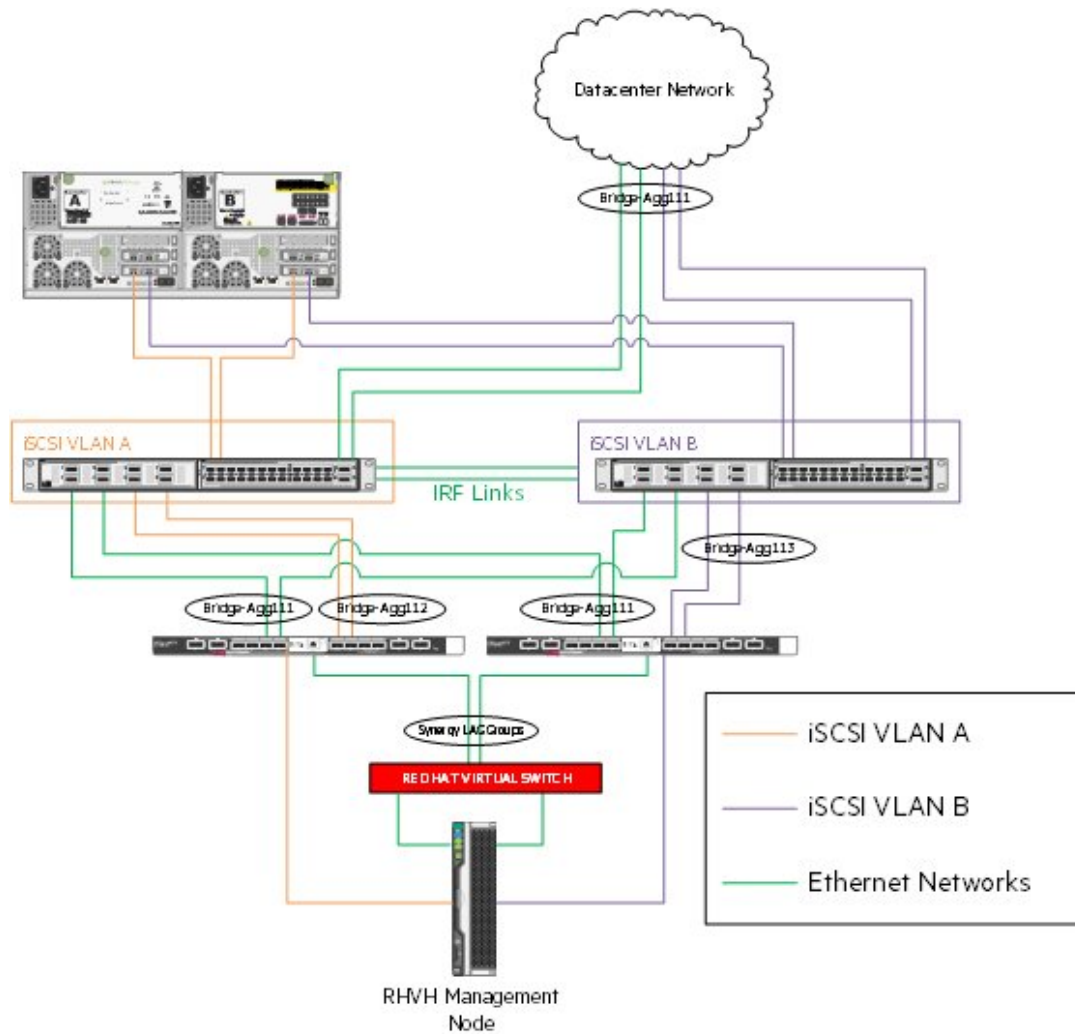 Datacenter Network
Bridge-Agg111
A
B
iSCSI VLAN A
iSCSI VLAN B
IRF Links
Bridge-Agg113
Bridge-Agg111
Bridge-Agg112
Bridge-Agg111
Synergy LAG Groups
RED HAT VIRTUAL SWITCH
iSCSI VLAN A
iSCSI VLAN B
Ethernet Networks
RHVH Management
Node